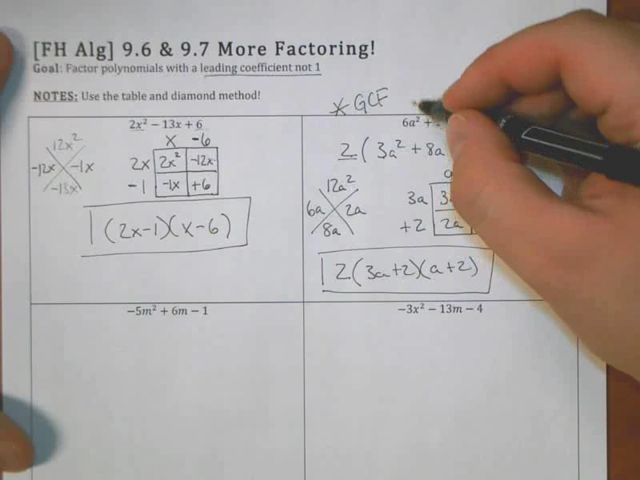 [FH Alg] 9.6 & 9.7 More Factoring!
Goal: Factor polynomials with a leading coefficient not 1
NOTES: Use the table and diamond method!
* GCF
2x² − 13x + 6
12x²
-12x -1x
-13x
x -6
2x 2x² -12x
-1 -1x +6
(2x-1)(x-6)
6a² +
2(3a² + 8a
12a²
6a 2a
8a
3a 3
+2 2a
2(3a+2)(a+2)
−5m² + 6m − 1
−3x² − 13m − 4